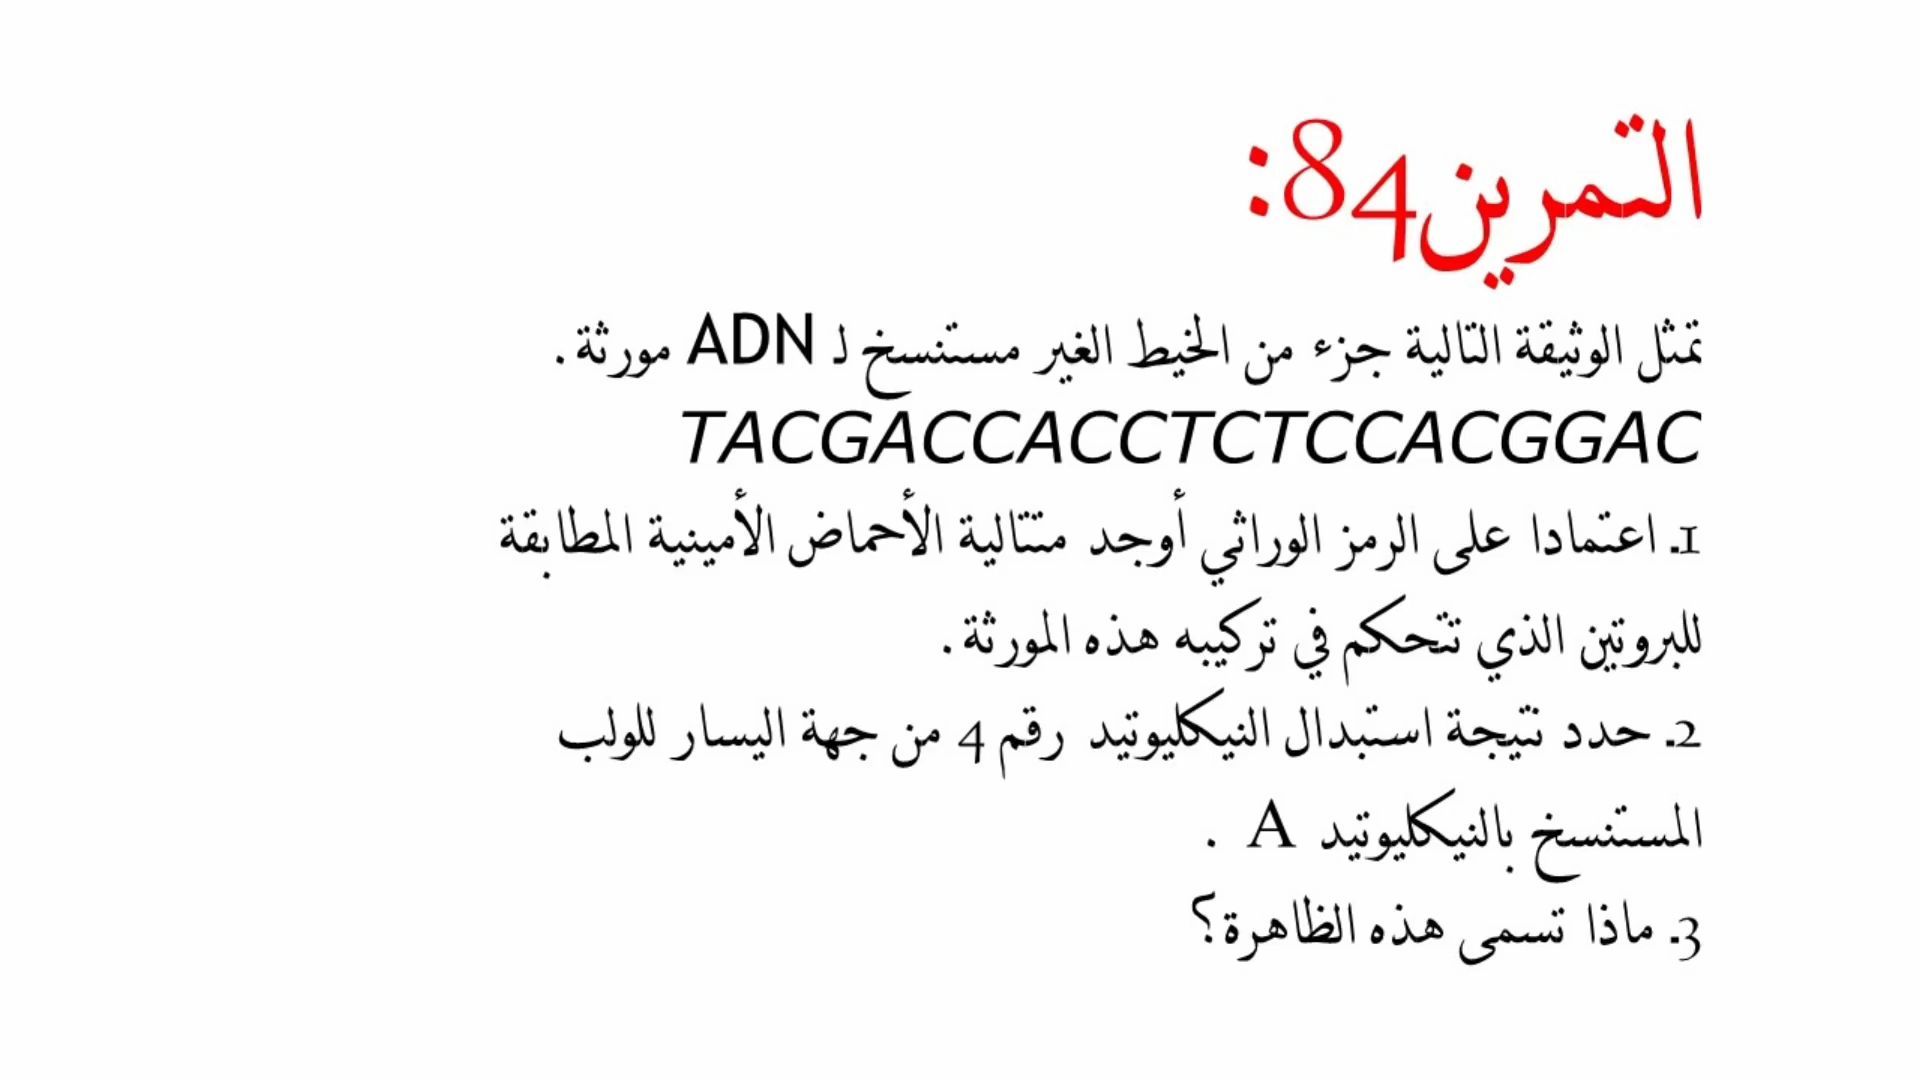 التمرين84:
تمثل الوثيقة التالية جزء من الخيط الغير مستنسخ لـ ADN مورثة.
TACGACCACCTCTCCACGGAC
1. اعتمادا على الرمز الوراثي أوجد متتالية الأحماض الأمينية المطابقة
للبروتين الذي تتحكم في تركيبه هذه المورثة.
2. حدد نتيجة استبدال النيكليوتيد رقم 4 من جهة اليسار للولب
المستنسخ بالنيكليوتيد A .
3. ماذا تسمى هذه الظاهرة؟